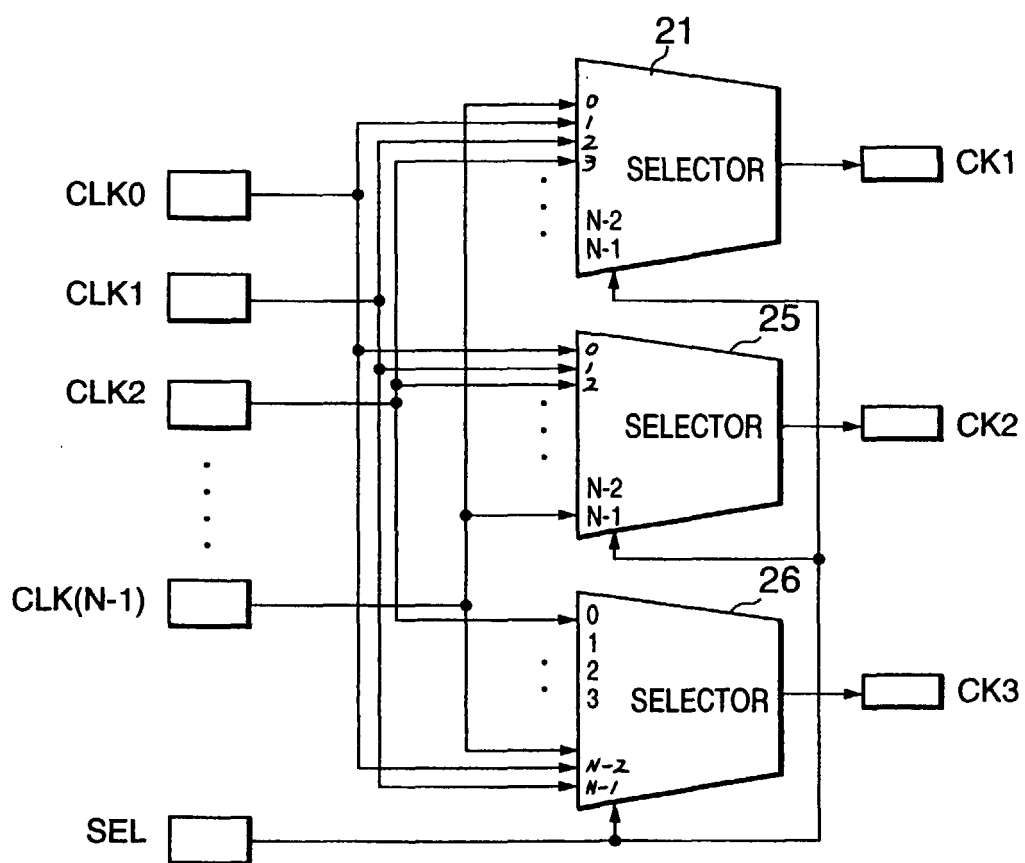 21
0
1
2
3
SELECTOR
CK1
CLK0
N-2
N-1
CLK1
25
0
1
2
CLK2
SELECTOR
CK2
N-2
N-1
CLK(N-1)
26
0
1
2
3
SELECTOR
CK3
N-2
N-1
SEL